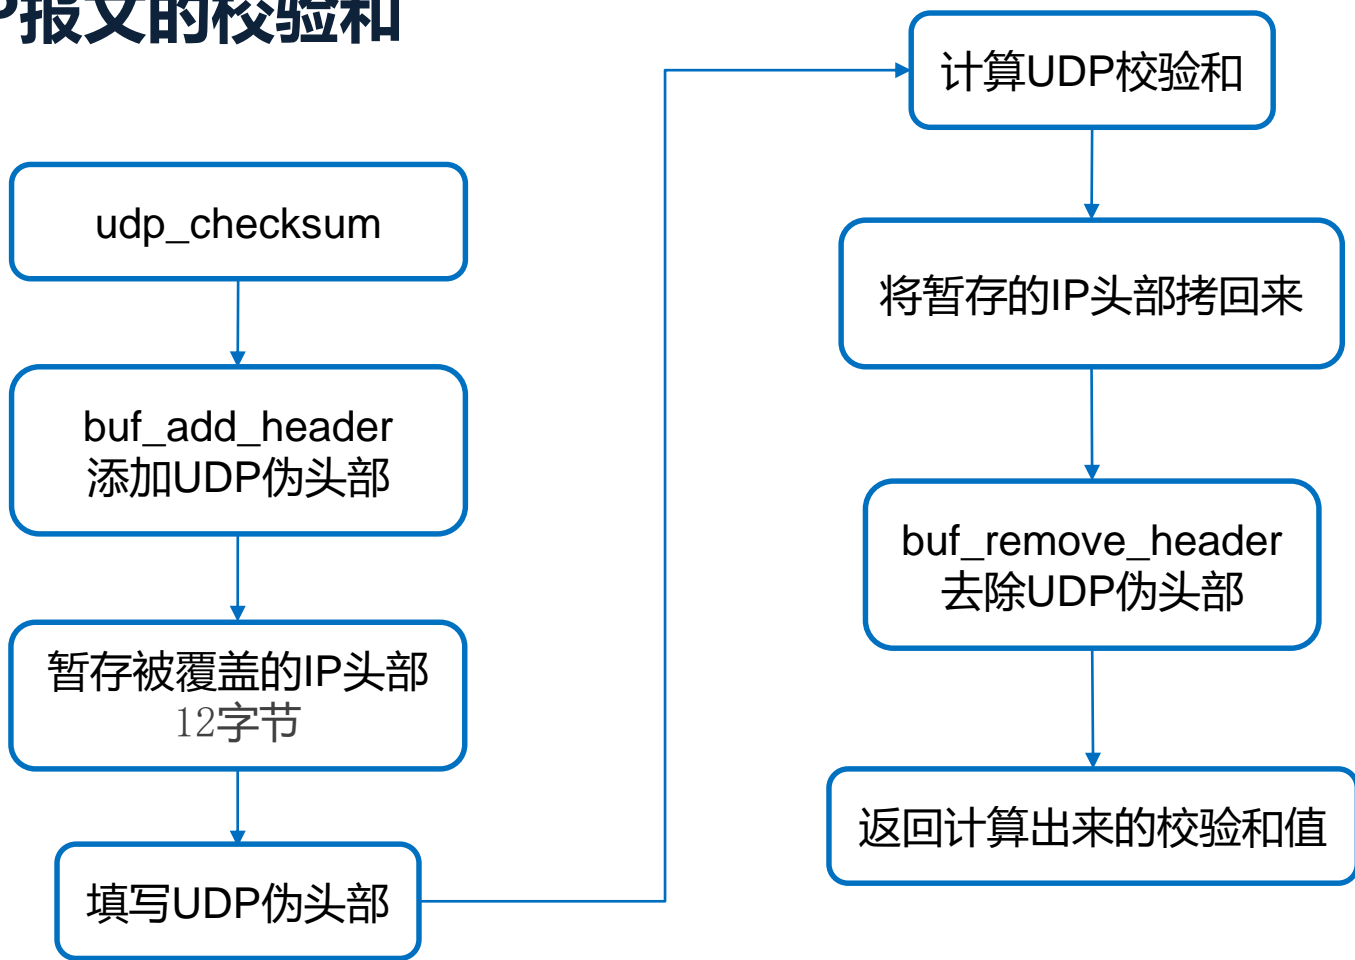 P报文的校验和
udp_checksum
buf_add_header
添加UDP伪头部
暂存被覆盖的IP头部
12字节
填写UDP伪头部
计算UDP校验和
将暂存的IP头部拷回来
buf_remove_header
去除UDP伪头部
返回计算出来的校验和值